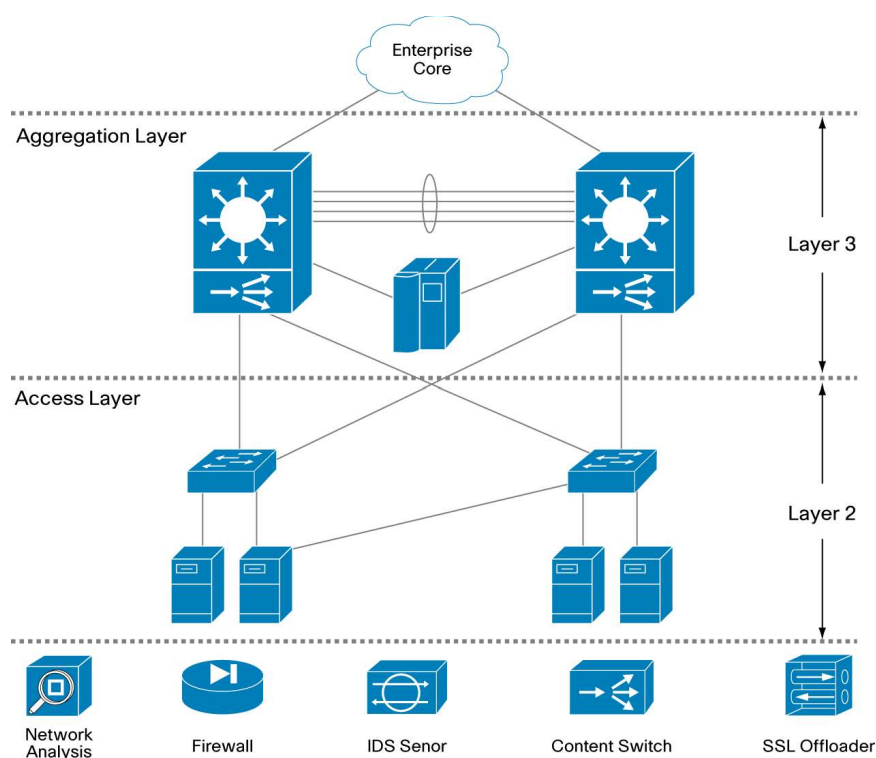 Enterprise
Core
Aggregation Layer
Layer 3
Access Layer
Layer 2
Network
Analysis
Firewall
IDS Senor
Content Switch
SSL Offloader